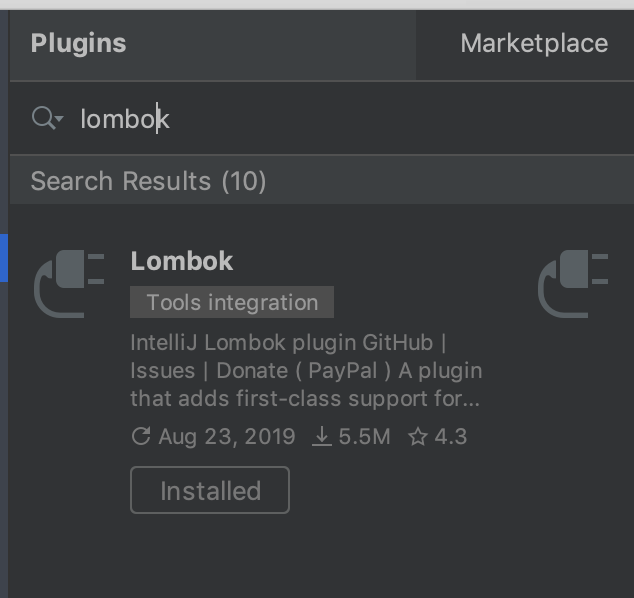 Plugins
Marketplace
lombok
Search Results (10)
Lombok
Tools integration
IntelliJ Lombok plugin GitHub |
Issues | Donate ( PayPal ) A plugin
that adds first-class support for...
Aug 23, 2019 5.5M 4.3
Installed